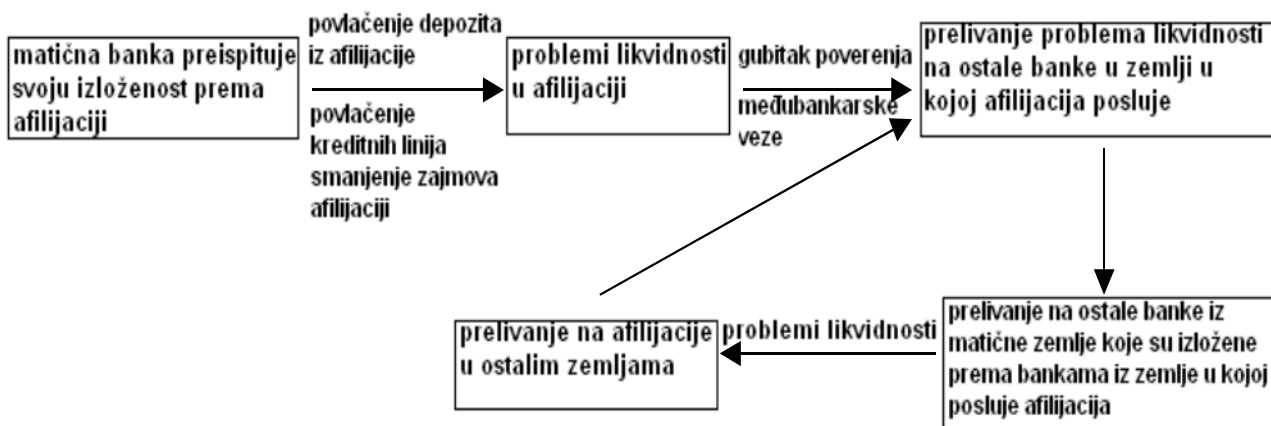 matična banka preispituje
svoju izloženost prema
afilijaciji
povlačenje depozita
iz afilijacije
povlačenje
kreditnih linija
smanjenje zajmova
afilijaciji
problemi likvidnosti
u afilijaciji
gubitak poverenja
međubankarske
veze
prelivanje problema likvidnosti
na ostale banke u zemlji u
kojoj afilijacija posluje
prelivanje na ostale banke iz
matične zemlje koje su izložene
prema bankama iz zemlje u kojoj
posluje afilijacija
problemi likvidnosti
prelivanje na afilijacije
u ostalim zemljama